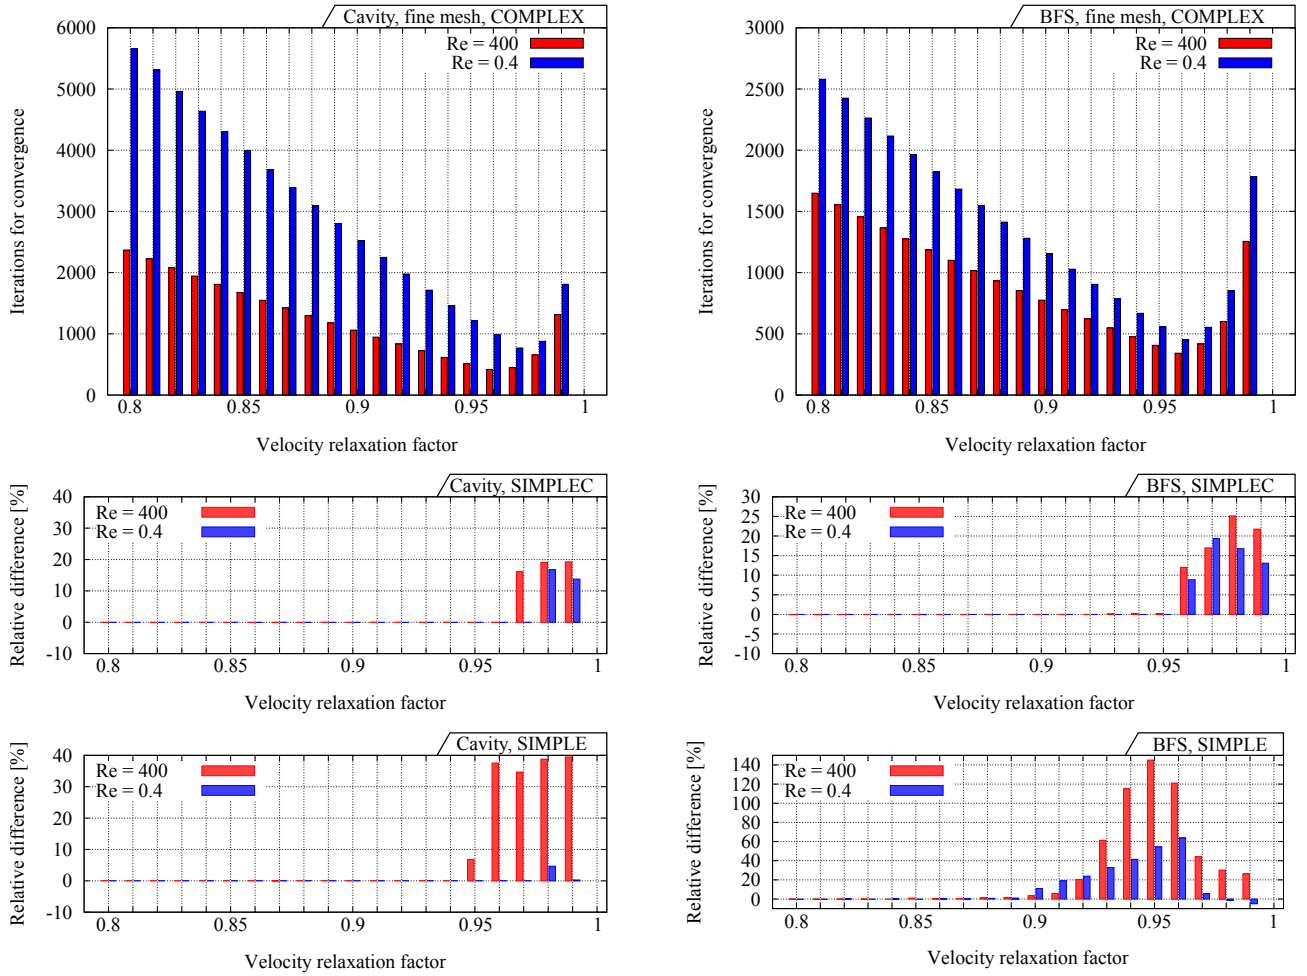 Cavity, fine mesh, COMPLEX
Re = 400
Re = 0.4
6000
5000
4000
3000
2000
1000
0
Iterations for convergence
0.8 0.85 0.9 0.95 1
Velocity relaxation factor
BFS, fine mesh, COMPLEX
Re = 400
Re = 0.4
3000
2500
2000
1500
1000
500
0
Iterations for convergence
0.8 0.85 0.9 0.95 1
Velocity relaxation factor
Cavity, SIMPLEC
Re = 400
Re = 0.4
40
30
20
10
0
-10
Relative difference [%]
0.8 0.85 0.9 0.95 1
Velocity relaxation factor
BFS, SIMPLEC
Re = 400
Re = 0.4
30
25
20
15
10
5
0
-5
-10
Relative difference [%]
0.8 0.85 0.9 0.95 1
Velocity relaxation factor
Cavity, SIMPLE
Re = 400
Re = 0.4
40
30
20
10
0
-10
Relative difference [%]
0.8 0.85 0.9 0.95 1
Velocity relaxation factor
BFS, SIMPLE
Re = 400
Re = 0.4
140
120
100
80
60
40
20
0
Relative difference [%]
0.8 0.85 0.9 0.95 1
Velocity relaxation factor